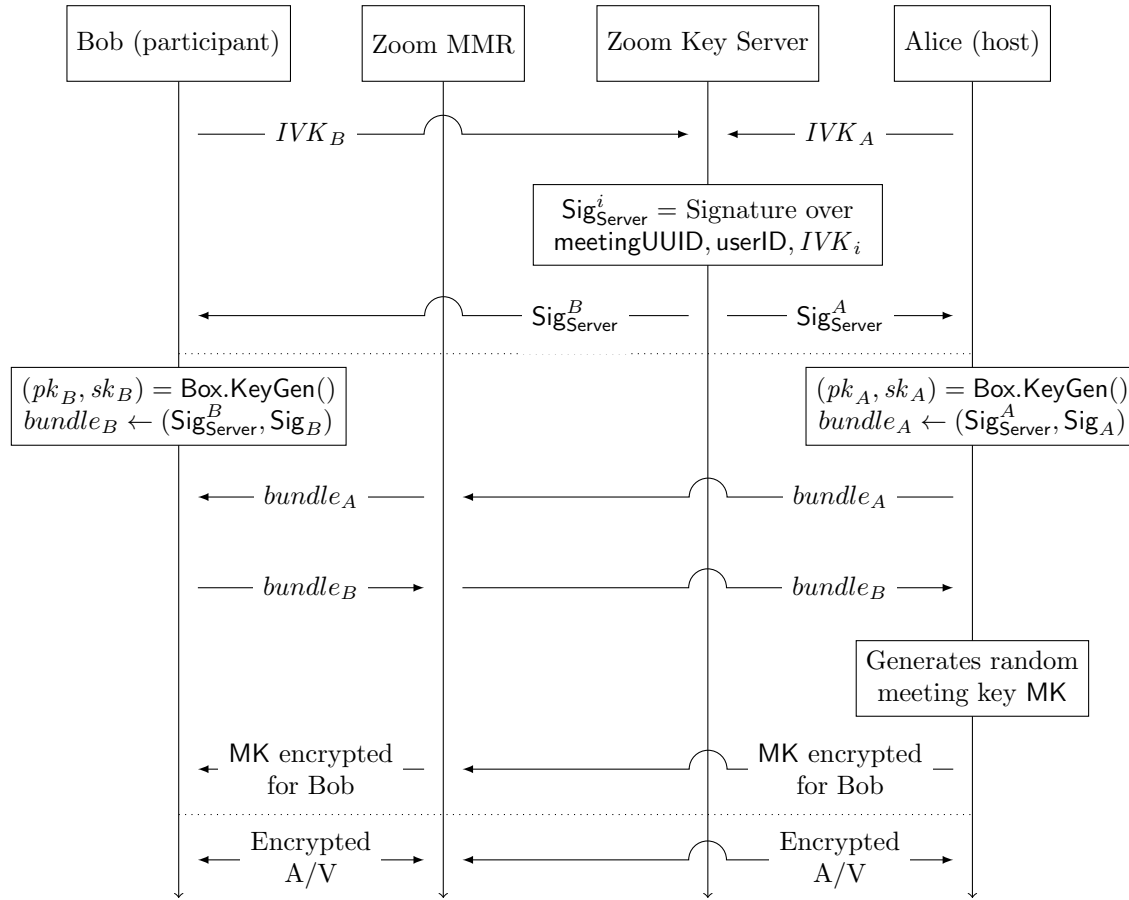 Bob (participant)
Zoom MMR
Zoom Key Server
Alice (host)
IVK_B
IVK_A
Sig^i_Server = Signature over
meetingUUID, userID, IVK_i
Sig^B_Server
Sig^A_Server
(pk_B, sk_B) = Box.KeyGen()
bundle_B ← (Sig^B_Server, Sig_B)
(pk_A, sk_A) = Box.KeyGen()
bundle_A ← (Sig^A_Server, Sig_A)
bundle_A
bundle_A
bundle_B
bundle_B
Generates random
meeting key MK
MK encrypted
for Bob
MK encrypted
for Bob
Encrypted
A/V
Encrypted
A/V